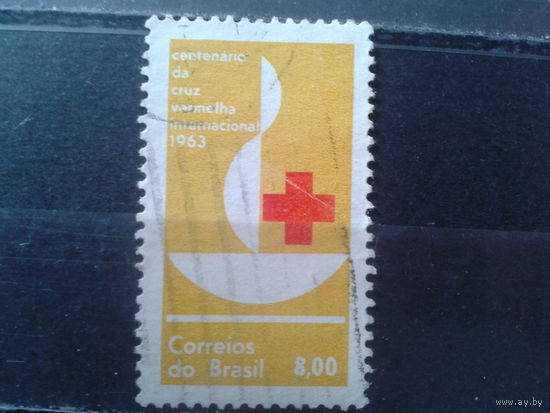 centenário
da
cruz
vermelha
internacional
1963
Correios
do Brasil 8,00
www.ay.by